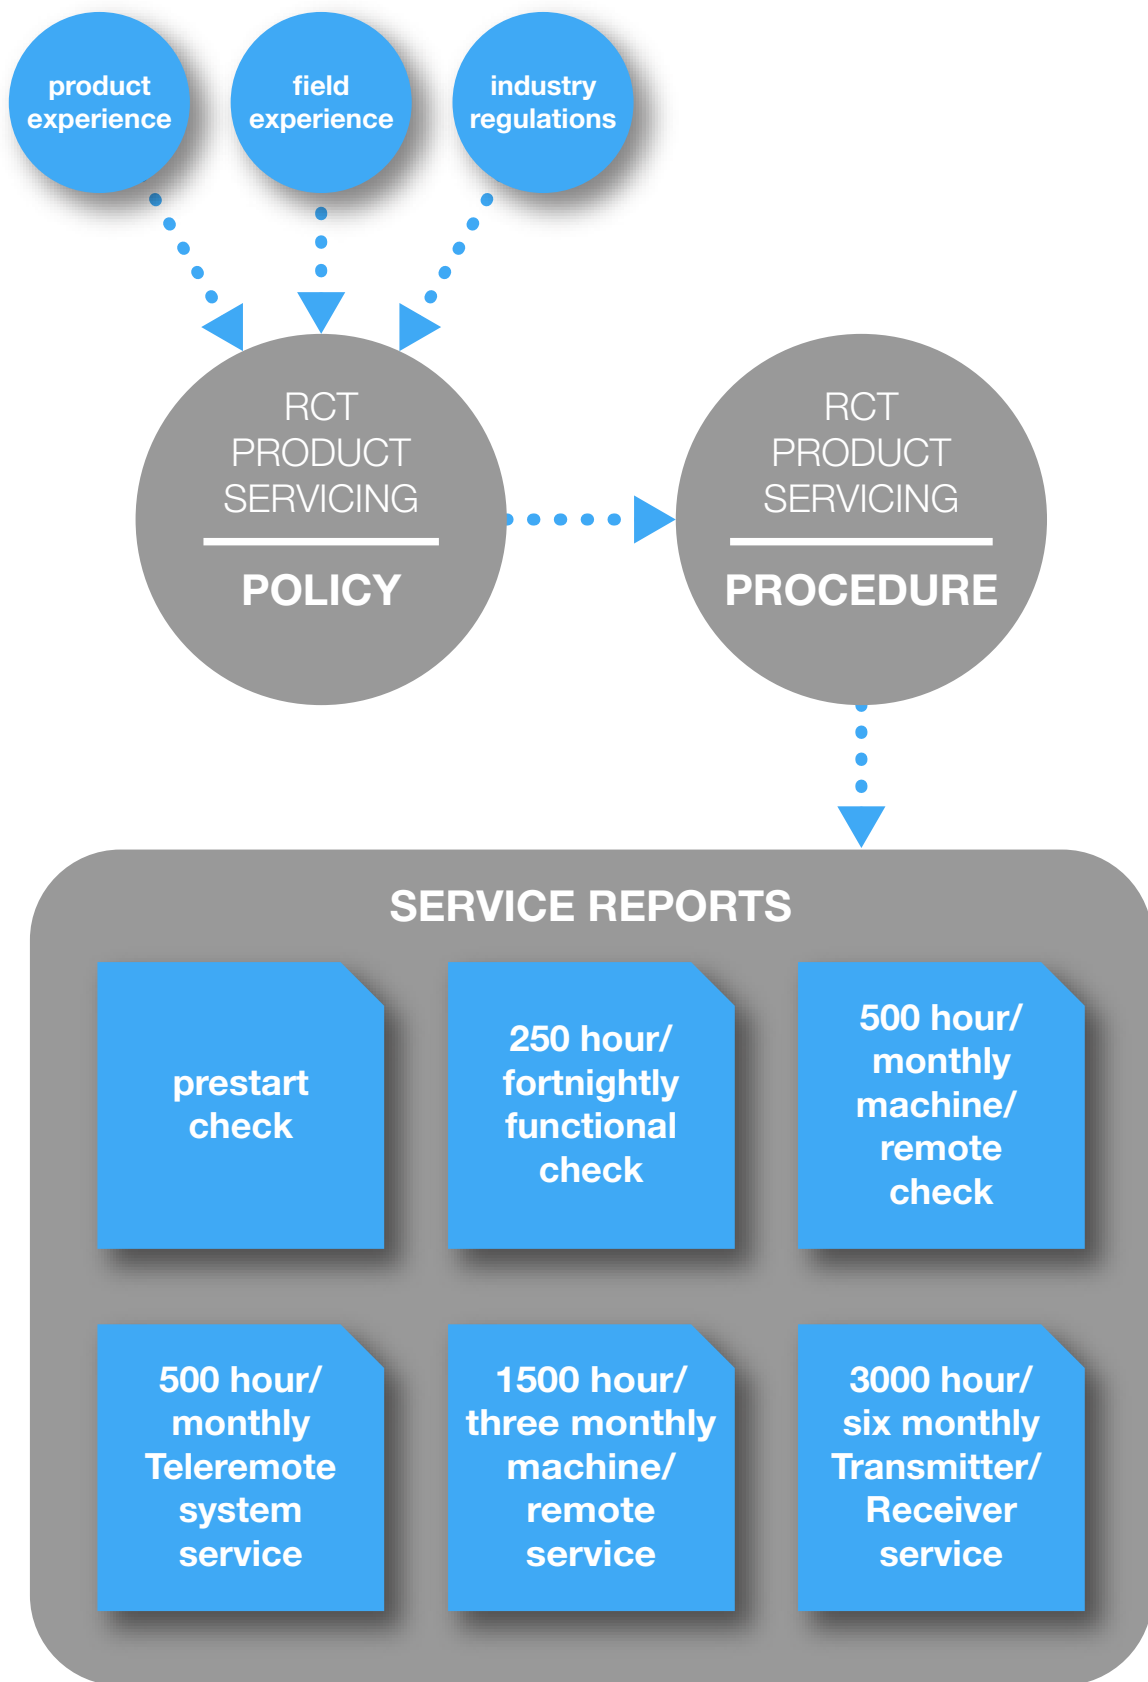 product
experience
field
experience
industry
regulations
RCT
PRODUCT
SERVICING
POLICY
RCT
PRODUCT
SERVICING
PROCEDURE
SERVICE REPORTS
prestart
check
250 hour/
fortnightly
functional
check
500 hour/
monthly
machine/
remote
check
500 hour/
monthly
Teleremote
system
service
1500 hour/
three monthly
machine/
remote
service
3000 hour/
six monthly
Transmitter/
Receiver
service